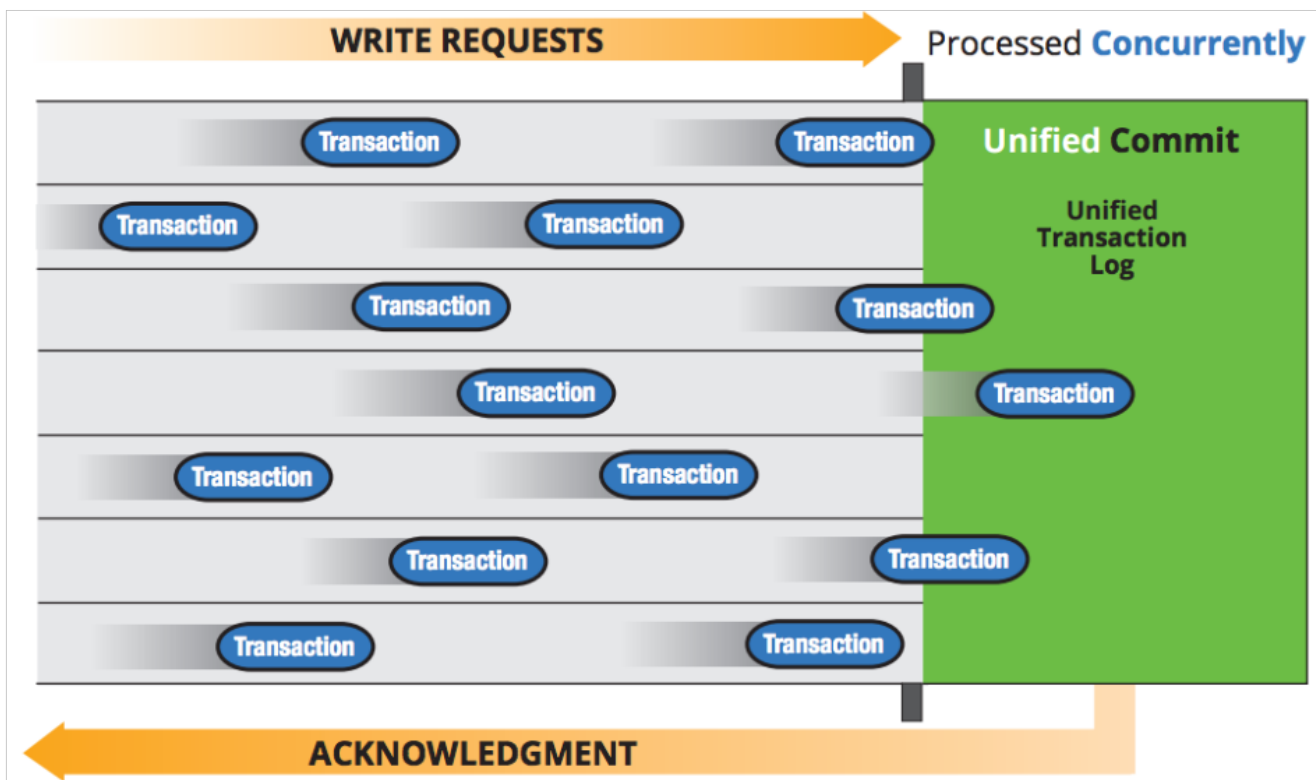 WRITE REQUESTS
Processed Concurrently
Transaction
Transaction
Unified Commit
Transaction
Transaction
Unified
Transaction
Log
Transaction
Transaction
Transaction
Transaction
Transaction
Transaction
Transaction
Transaction
Transaction
Transaction
ACKNOWLEDGMENT